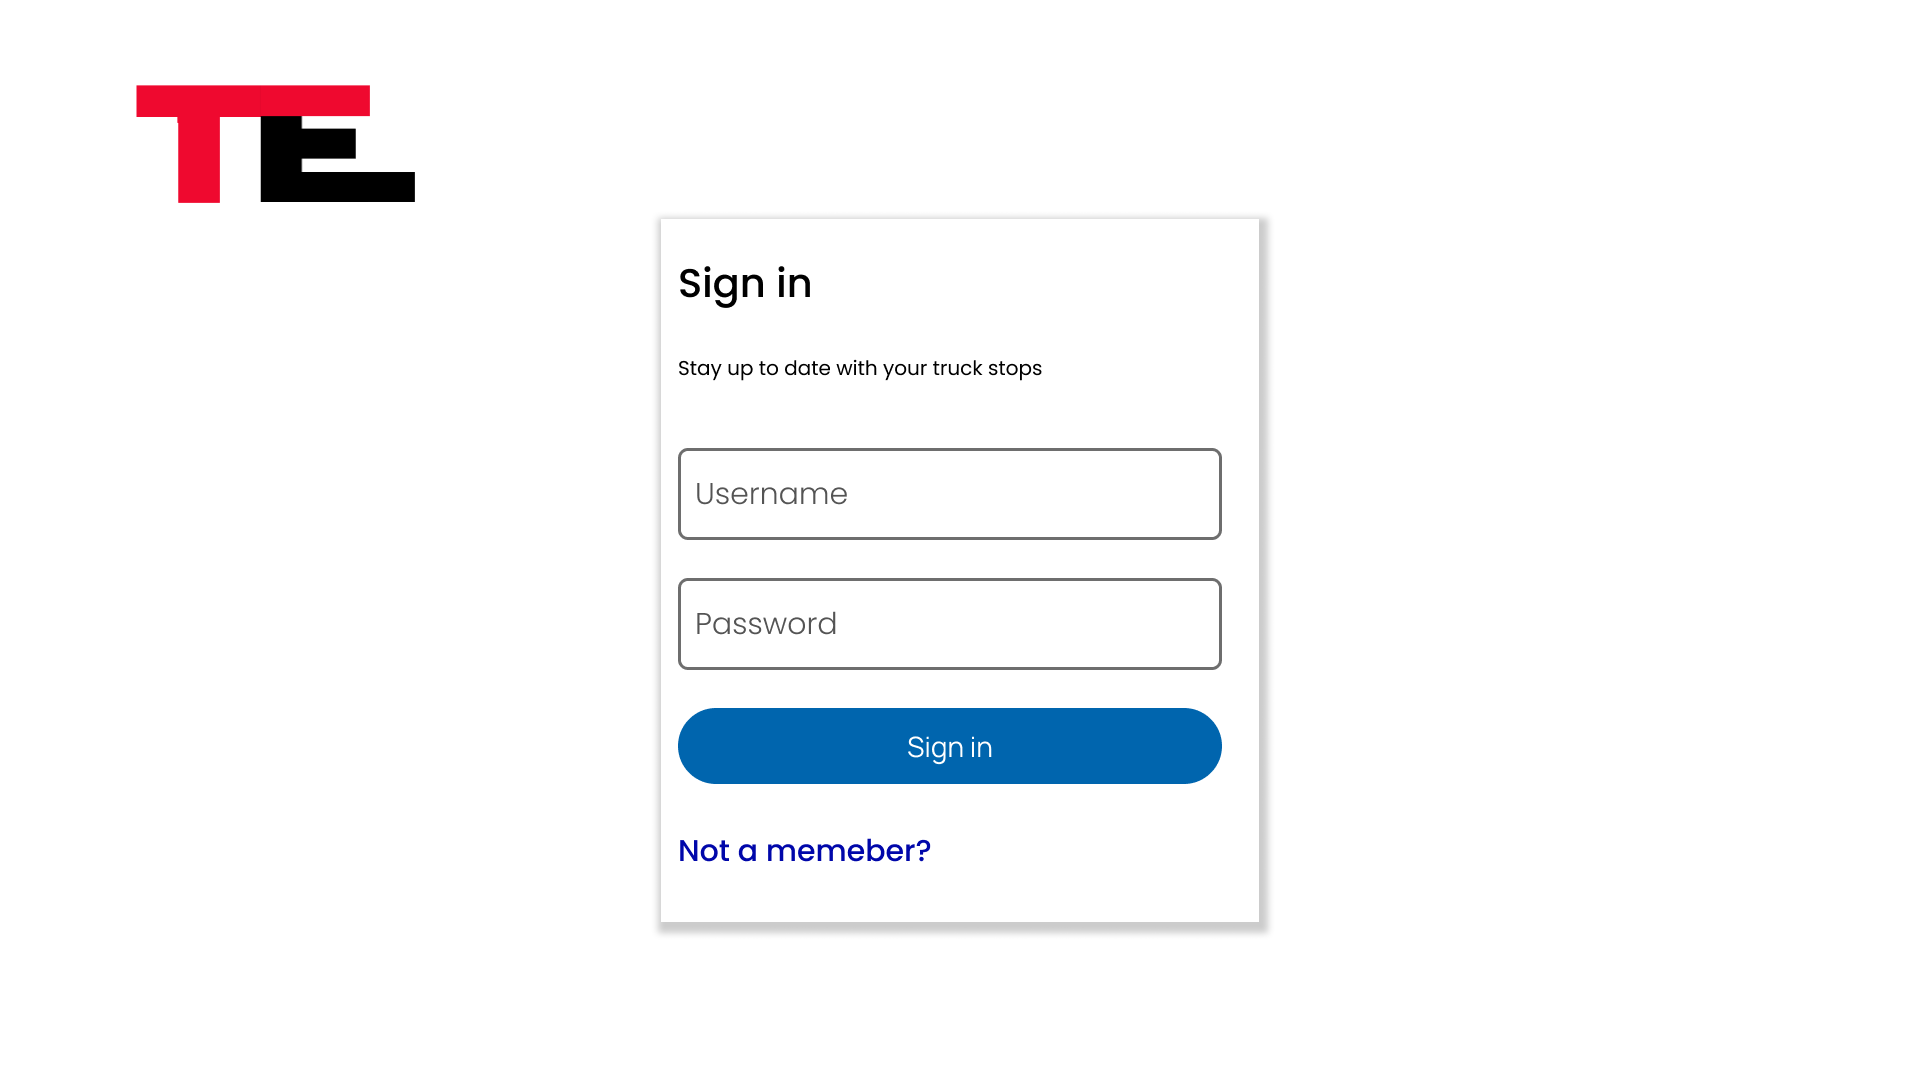 TE
Sign in
Stay up to date with your truck stops
Username
Password
Sign in
Not a memeber?